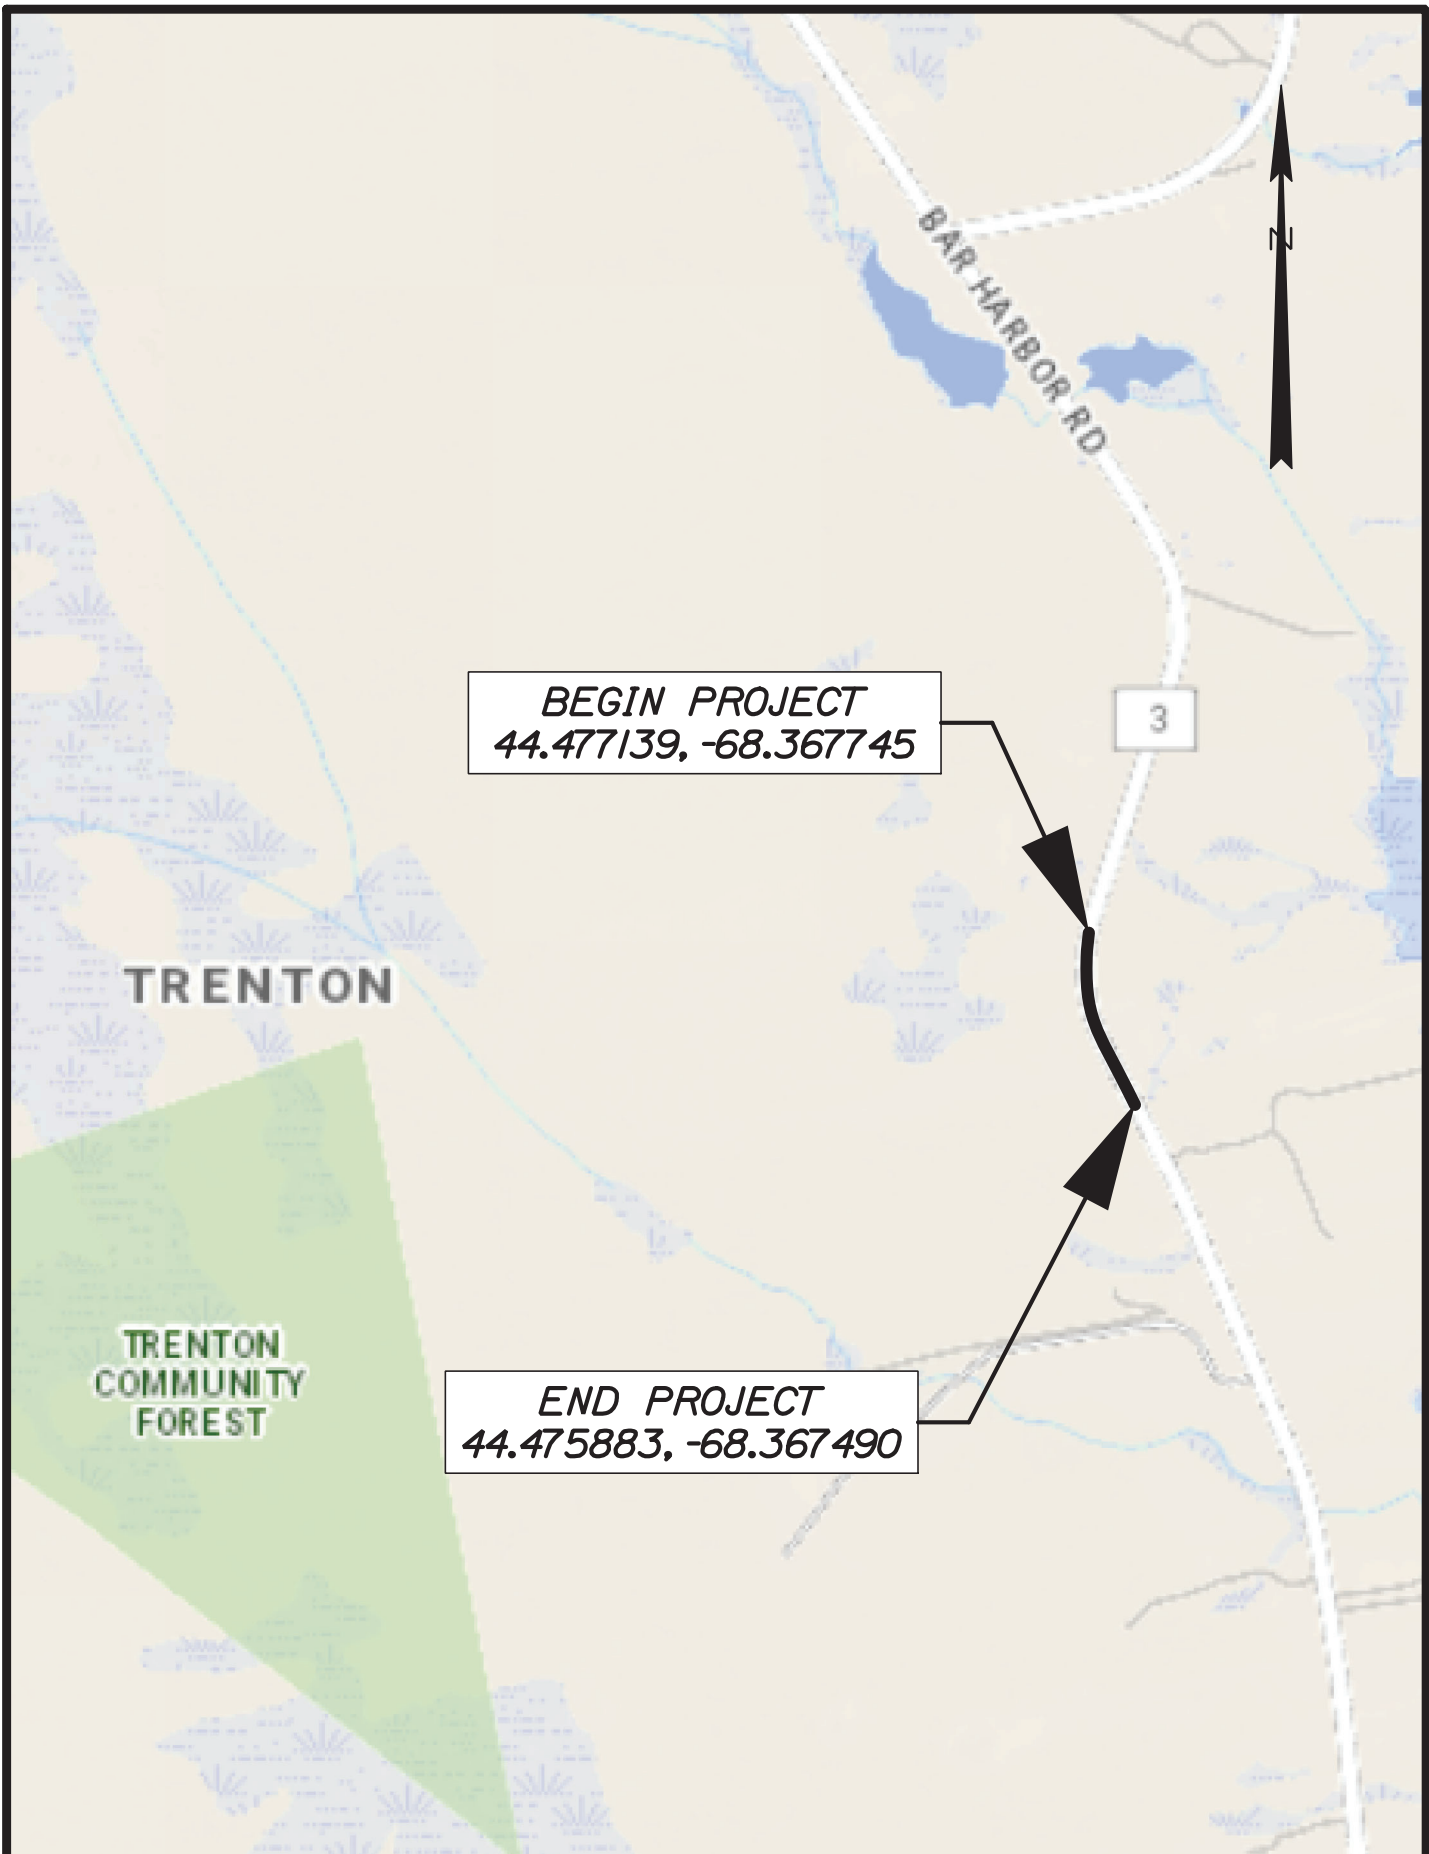 N
BAR HARBOR RD
BEGIN PROJECT
44.477139, -68.367745
3
TRENTON
TRENTON
COMMUNITY
FOREST
END PROJECT
44.475883, -68.367490